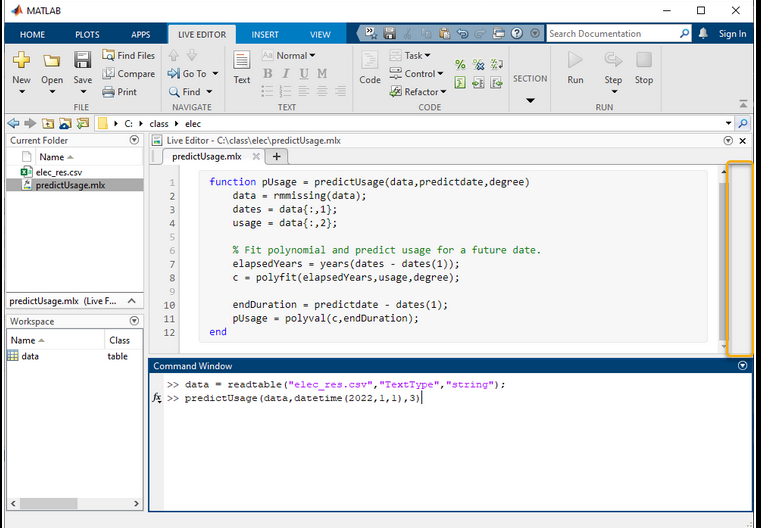 MATLAB
HOME PLOTS APPS LIVE EDITOR INSERT VIEW Search Documentation Sign In
New Open Save Find Files Compare Print
FILE
Go To Find
NAVIGATE
Text Aa Normal B I U M
TEXT
Code Task Control Refactor
CODE
SECTION
Run Step Stop
RUN
C: class elec
Current Folder
Name
elec_res.csv
predictUsage.mlx
predictUsage.mlx (Live F...
Workspace
Name Class
data table
Live Editor - C:\class\elec\predictUsage.mlx
predictUsage.mlx
1 function pUsage = predictUsage(data,predictdate,degree)
2 data = rmmissing(data);
3 dates = data{:,1};
4 usage = data{:,2};
5
6 % Fit polynomial and predict usage for a future date.
7 elapsedYears = years(dates - dates(1));
8 c = polyfit(elapsedYears,usage,degree);
9
10 endDuration = predictdate - dates(1);
11 pUsage = polyval(c,endDuration);
12 end
Command Window
>> data = readtable("elec_res.csv","TextType","string");
fx >> predictUsage(data,datetime(2022,1,1),3)